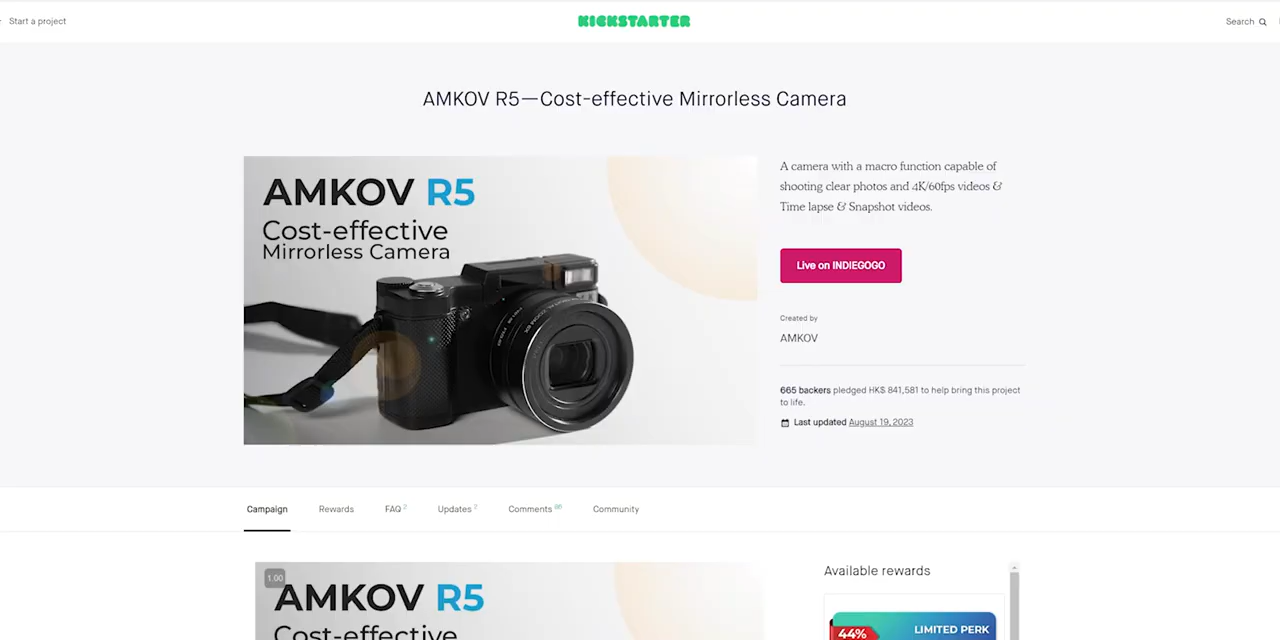 Start a project
KICKSTARTER
Search
AMKOV R5—Cost-effective Mirrorless Camera
AMKOV R5
Cost-effective
Mirrorless Camera
A camera with a macro function capable of
shooting clear photos and 4K/60fps videos &
Time lapse & Snapshot videos.
Live on INDIEGOGO
Created by
AMKOV
665 backers pledged HK$ 841,581 to help bring this project
to life.
Last updated August 19, 2023
Campaign Rewards FAQ 2 Updates 7 Comments 86 Community
1.00
AMKOV R5
Cost-effective
Available rewards
44%
LIMITED PERK